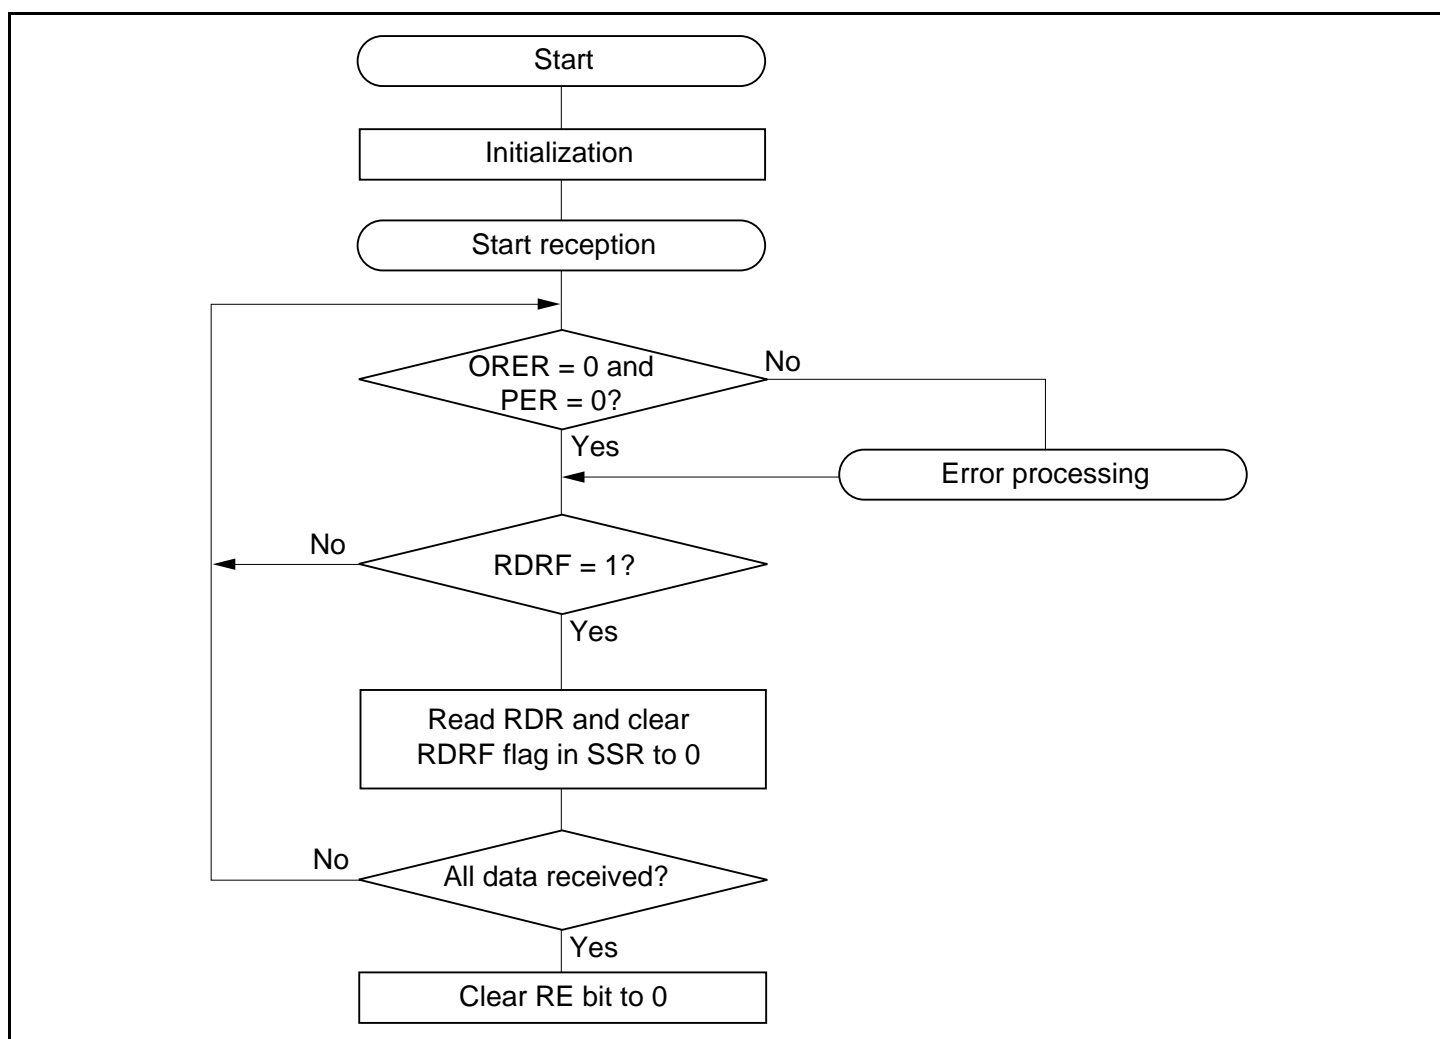 Start
Initialization
Start reception
ORER = 0 and
PER = 0?
No
Yes
Error processing
No
RDRF = 1?
Yes
Read RDR and clear
RDRF flag in SSR to 0
No
All data received?
Yes
Clear RE bit to 0